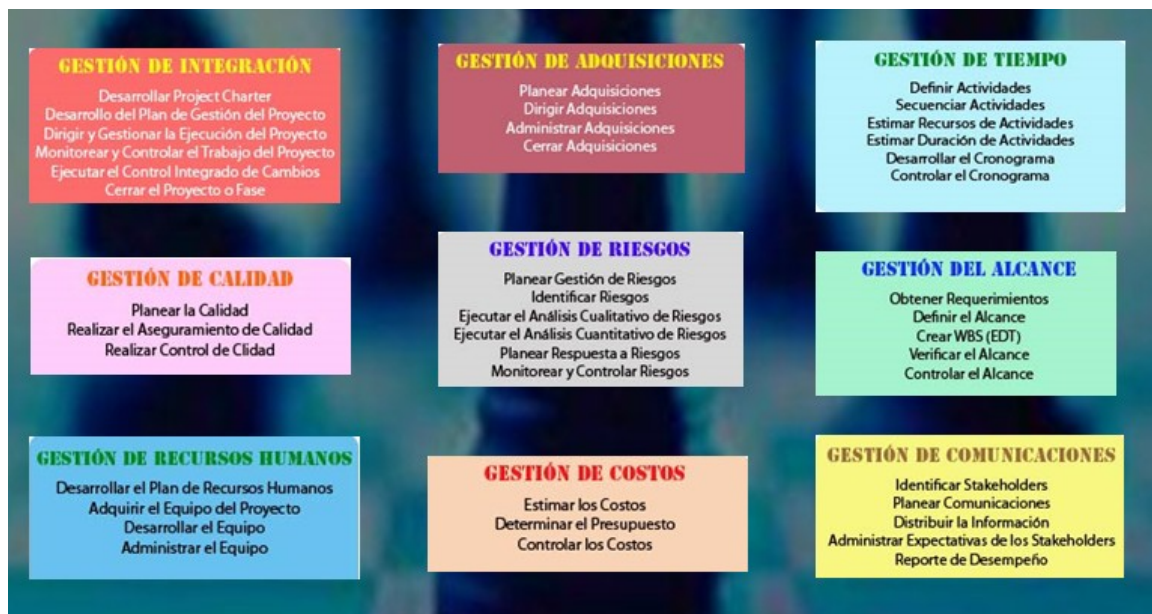 GESTIÓN DE INTEGRACIÓN
Desarrollar Project Charter
Desarrollo del Plan de Gestión del Proyecto
Dirigir y Gestionar la Ejecución del Proyecto
Monitorear y Controlar el Trabajo del Proyecto
Ejecutar el Control Integrado de Cambios
Cerrar el Proyecto o Fase
GESTIÓN DE ADQUISICIONES
Planear Adquisiciones
Dirigir Adquisiciones
Administrar Adquisiciones
Cerrar Adquisiciones
GESTIÓN DE TIEMPO
Definir Actividades
Secuenciar Actividades
Estimar Recursos de Actividades
Estimar Duración de Actividades
Desarrollar el Cronograma
Controlar el Cronograma
GESTIÓN DE CALIDAD
Planear la Calidad
Realizar el Aseguramiento de Calidad
Realizar Control de Clidad
GESTIÓN DE RIESGOS
Planear Gestión de Riesgos
Identificar Riesgos
Ejecutar el Análisis Cualitativo de Riesgos
Ejecutar el Análisis Cuantitativo de Riesgos
Planear Respuesta a Riesgos
Monitorear y Controlar Riesgos
GESTIÓN DEL ALCANCE
Obtener Requerimientos
Definir el Alcance
Crear WBS (EDT)
Verificar el Alcance
Controlar el Alcance
GESTIÓN DE RECURSOS HUMANOS
Desarrollar el Plan de Recursos Humanos
Adquirir el Equipo del Proyecto
Desarrollar el Equipo
Administrar el Equipo
GESTIÓN DE COSTOS
Estimar los Costos
Determinar el Presupuesto
Controlar los Costos
GESTIÓN DE COMUNICACIONES
Identificar Stakeholders
Planear Comunicaciones
Distribuir la Información
Administrar Expectativas de los Stakeholders
Reporte de Desempeño